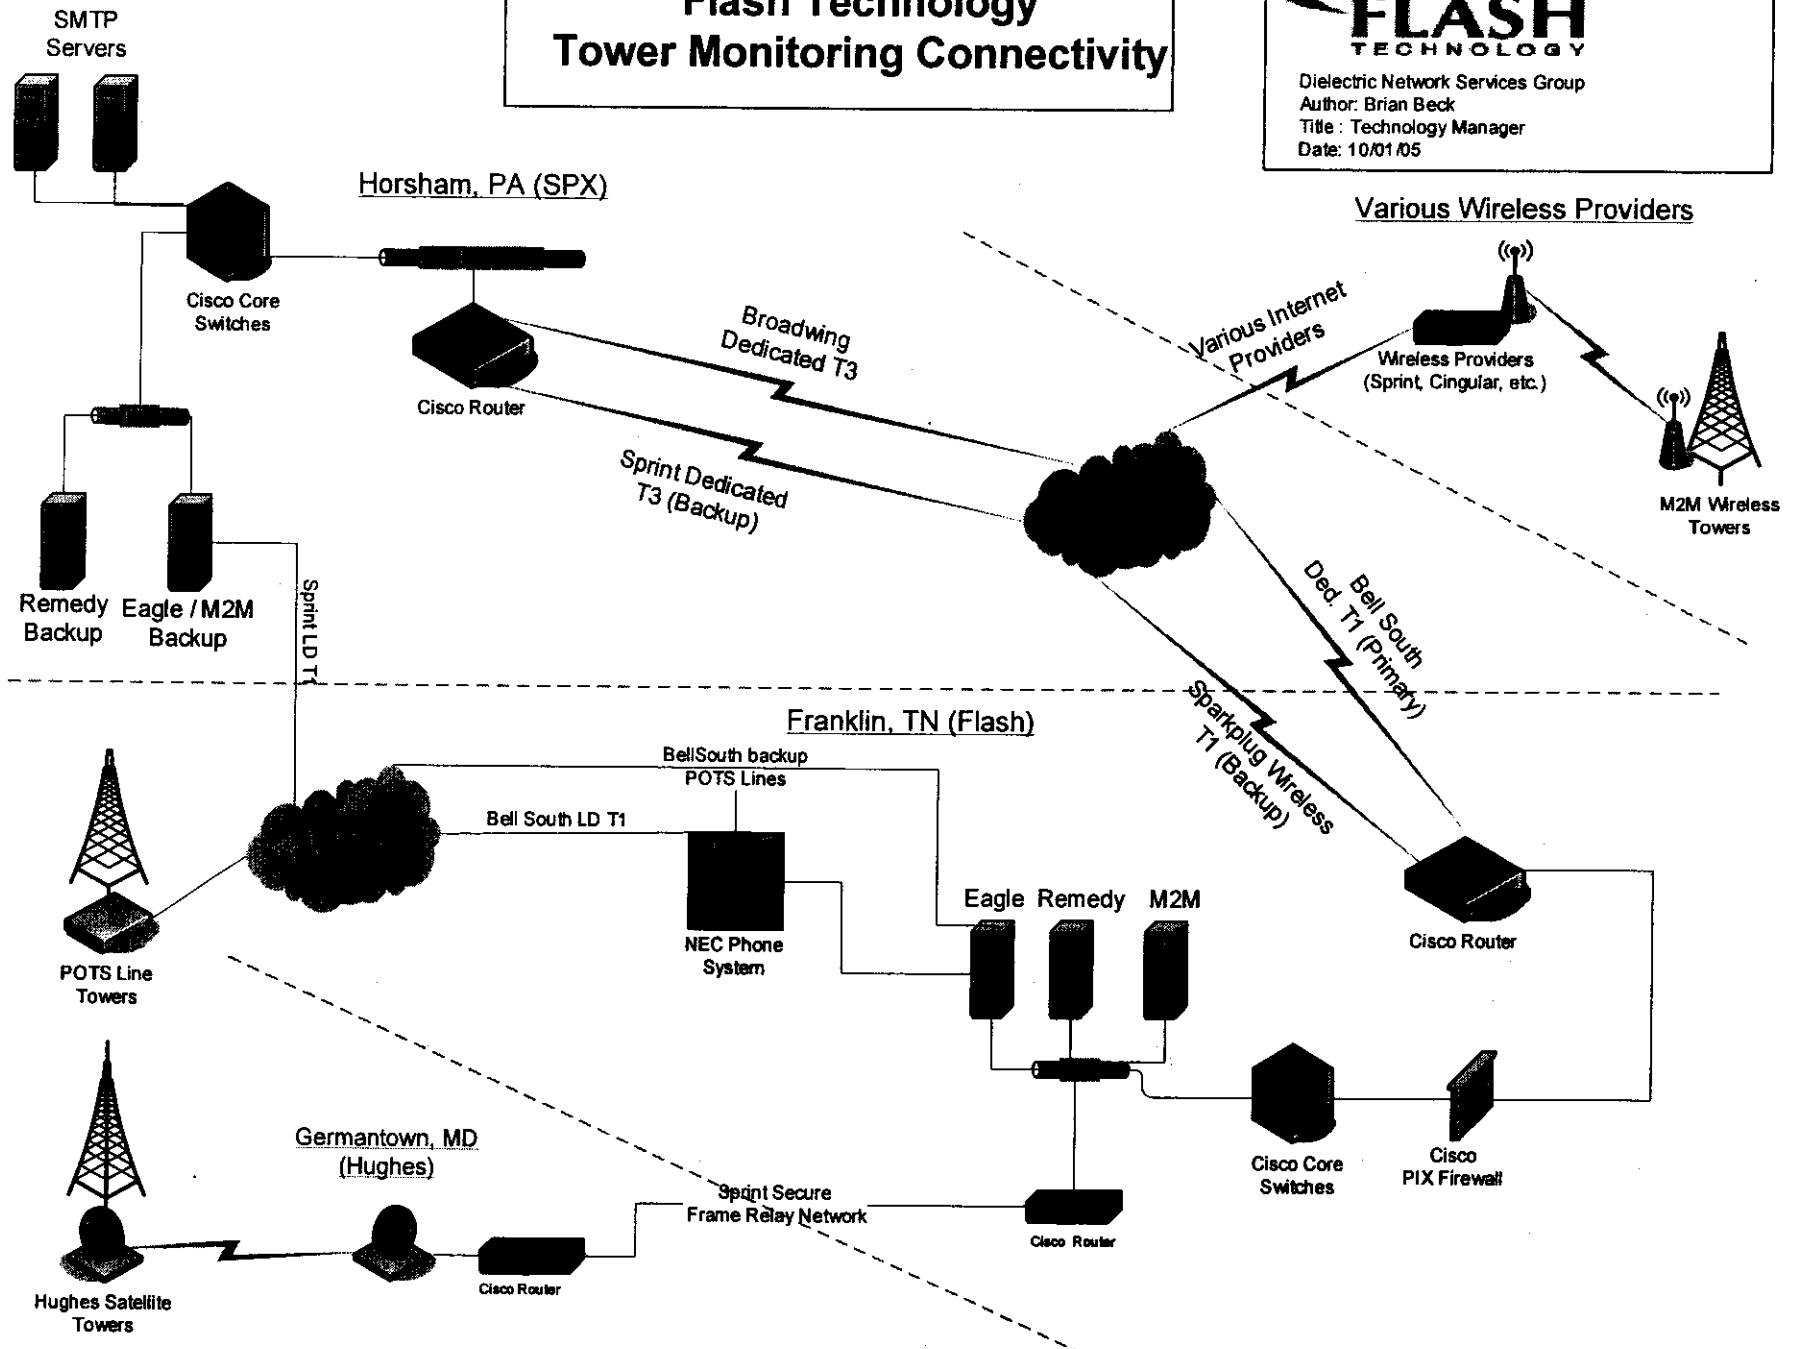 SMTP
Servers
Flash Technology
Tower Monitoring Connectivity
FLASH
TECHNOLOGY
Dielectric Network Services Group
Author: Brian Beck
Title : Technology Manager
Date: 10/01/05
Horsham, PA (SPX)
Various Wireless Providers
Cisco Core
Switches
Cisco Router
Broadwing
Dedicated T3
Sprint Dedicated
T3 (Backup)
Various Internet
Providers
Wireless Providers
(Sprint, Cingular, etc.)
M2M Wireless
Towers
Remedy
Backup
Eagle / M2M
Backup
Sprint LD T1
Bell South
Ded. T1 (Primary)
Sparkplug Wireless
T1 (Backup)
Franklin, TN (Flash)
BellSouth backup
POTS Lines
Bell South LD T1
NEC Phone
System
Eagle
Remedy
M2M
Cisco Router
POTS Line
Towers
Cisco Core
Switches
Cisco
PIX Firewall
Germantown, MD
(Hughes)
Sprint Secure
Frame Relay Network
Cisco Router
Cisco Router
Hughes Satellite
Towers